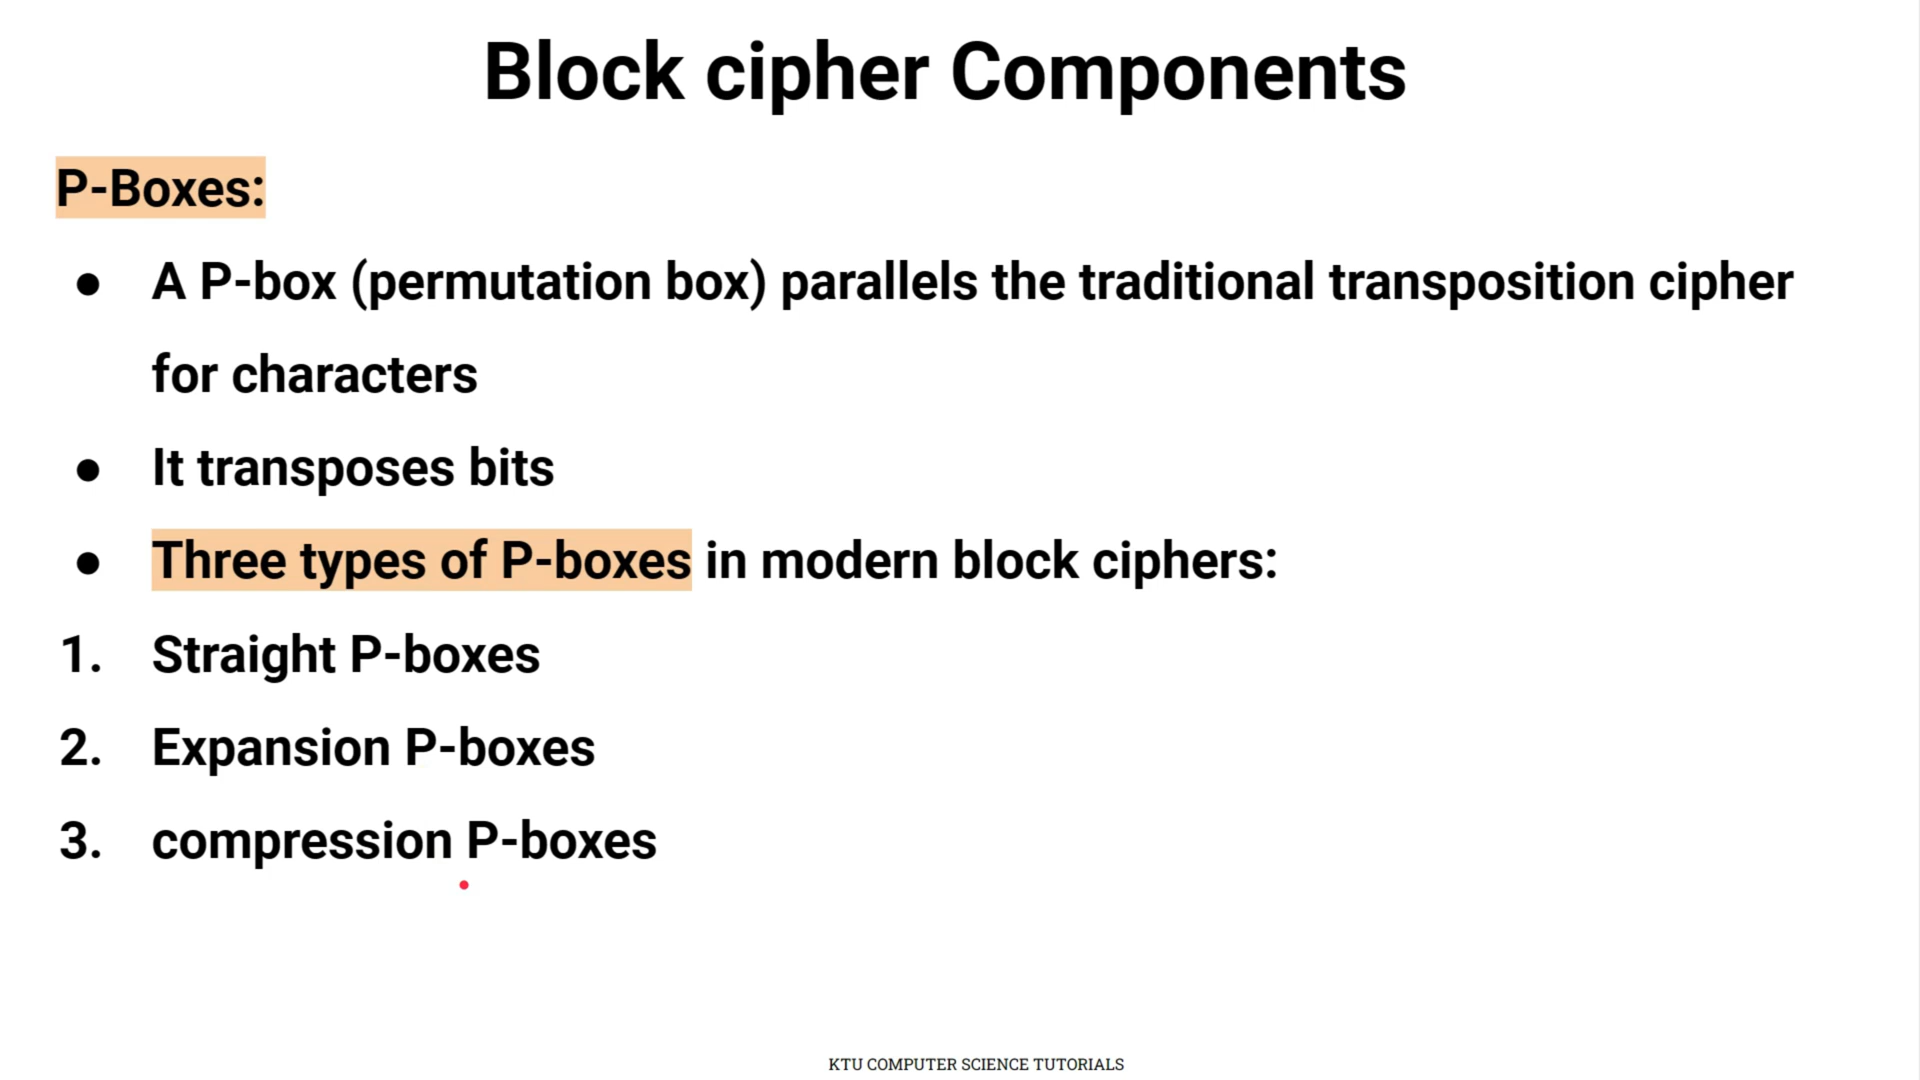 Block cipher Components
P-Boxes:
● A P-box (permutation box) parallels the traditional transposition cipher
for characters
● It transposes bits
● Three types of P-boxes in modern block ciphers:
1. Straight P-boxes
2. Expansion P-boxes
3. compression P-boxes
KTU COMPUTER SCIENCE TUTORIALS